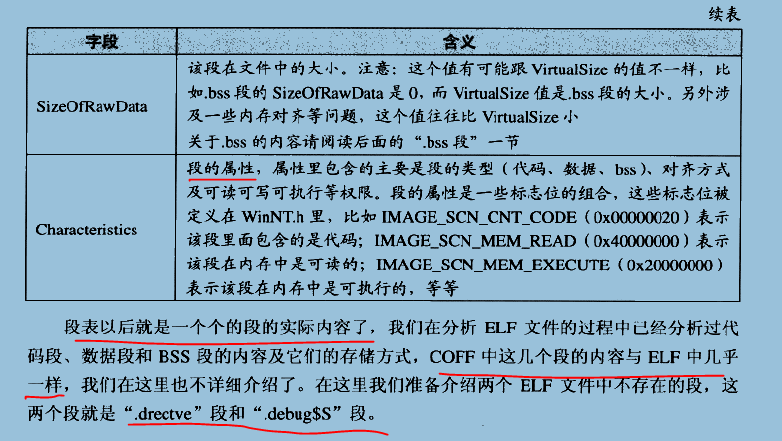 续表
字段 含义
该段在文件中的大小。注意：这个值有可能跟 VirtualSize 的值不一样，比
如.bss 段的 SizeOfRawData 是 0，而 VirtualSize 值是.bss 段的大小。另外涉
SizeOfRawData
及一些内存对齐等问题，这个值往往比 VirtualSize 小
关于.bss 的内容请阅读后面的“.bss 段”一节
段的属性，属性里包含的主要是段的类型（代码、数据、bss）、对齐方式
及可读可写可执行等权限。段的属性是一些标志位的组合，这些标志位被
定义在 WinNT.h 里，比如 IMAGE_SCN_CNT_CODE（0x00000020）表示
Characteristics
该段里面包含的是代码；IMAGE_SCN_MEM_READ（0x40000000）表示
该段在内存中是可读的；IMAGE_SCN_MEM_EXECUTE（0x20000000）
表示该段在内存中是可执行的，等等
段表以后就是一个个的段的实际内容了，我们在分析 ELF 文件的过程中已经分析过代
码段、数据段和 BSS 段的内容及它们的存储方式，COFF 中这几个段的内容与 ELF 中几乎
一样，我们在这里也不详细介绍了。在这里我们准备介绍两个 ELF 文件中不存在的段，这
两个段就是“.drectve”段和“.debug$S”段。